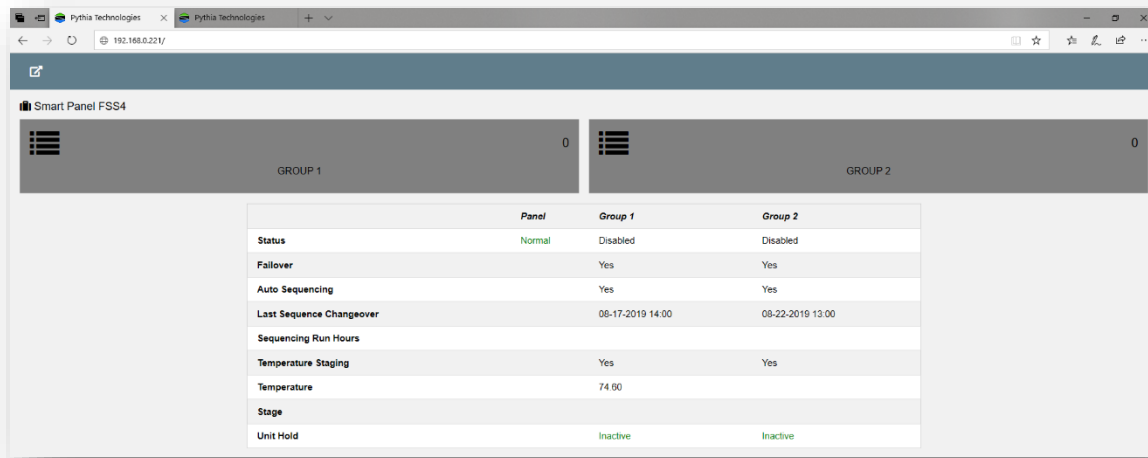 Pythia Technologies Pythia Technologies
192.168.0.221/
Smart Panel FSS4
0 0
GROUP 1 GROUP 2
Panel Group 1 Group 2
Status Normal Disabled Disabled
Failover Yes Yes
Auto Sequencing Yes Yes
Last Sequence Changeover 08-17-2019 14:00 08-22-2019 13:00
Sequencing Run Hours
Temperature Staging Yes Yes
Temperature 74.60
Stage
Unit Hold Inactive Inactive